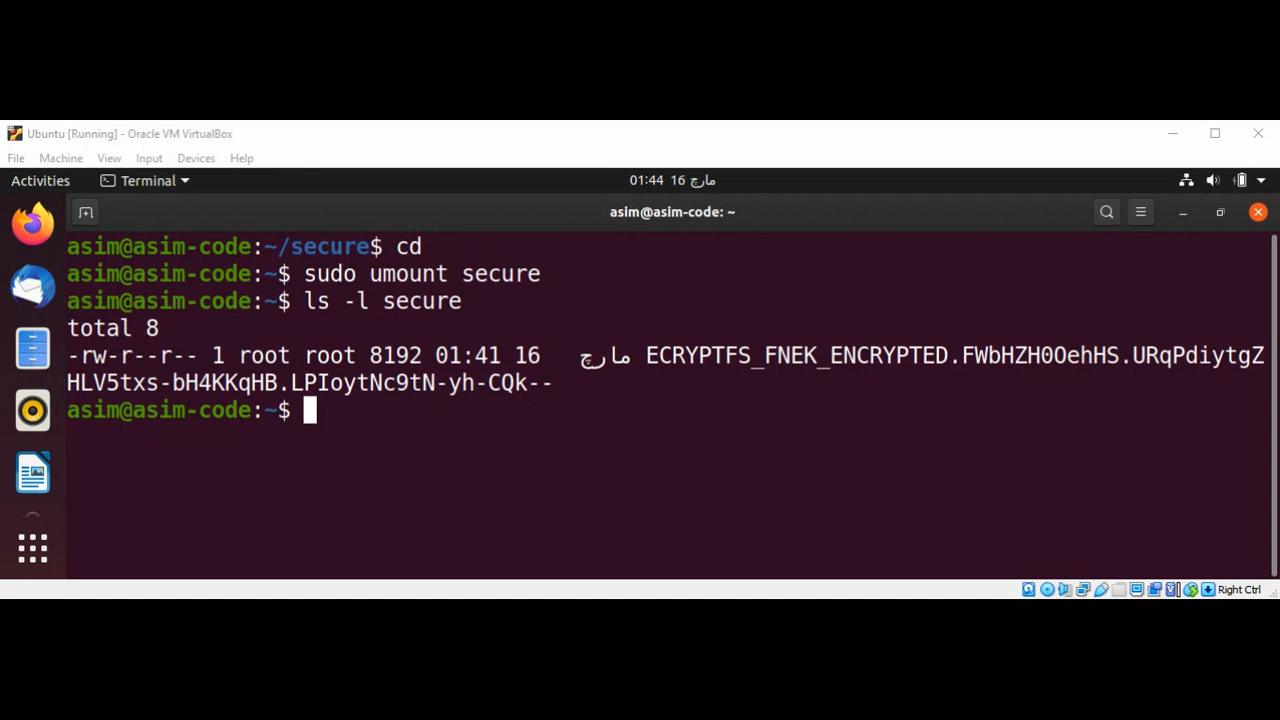 Ubuntu [Running] - Oracle VM VirtualBox
File Machine View Input Devices Help
Activities Terminal 01:44 16 مارچ
asim@asim-code: ~
asim@asim-code:~/secure$ cd
asim@asim-code:~$ sudo umount secure
asim@asim-code:~$ ls -l secure
total 8
-rw-r--r-- 1 root root 8192 01:41 16 مارچ ECRYPTFS_FNEK_ENCRYPTED.FWbHZH0OehHS.URqPdiytgZ
HLV5txs-bH4KKqHB.LPIoytNc9tN-yh-CQk--
asim@asim-code:~$
Right Ctrl